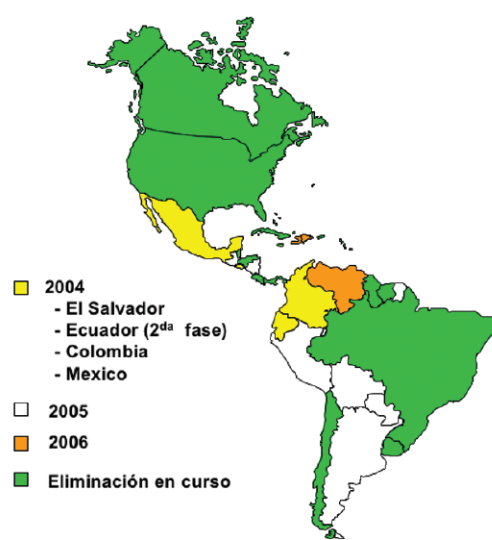 2004
- El Salvador
- Ecuador (2da fase)
- Colombia
- Mexico
2005
2006
Eliminación en curso